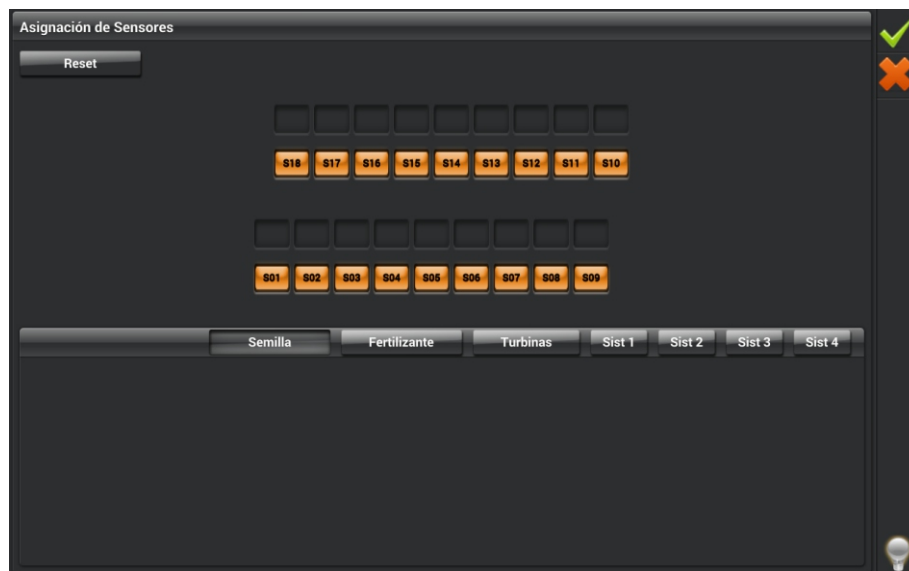 Asignación de Sensores
Reset
S18 S17 S16 S15 S14 S13 S12 S11 S10
S01 S02 S03 S04 S05 S06 S07 S08 S09
Semilla Fertilizante Turbinas Sist 1 Sist 2 Sist 3 Sist 4